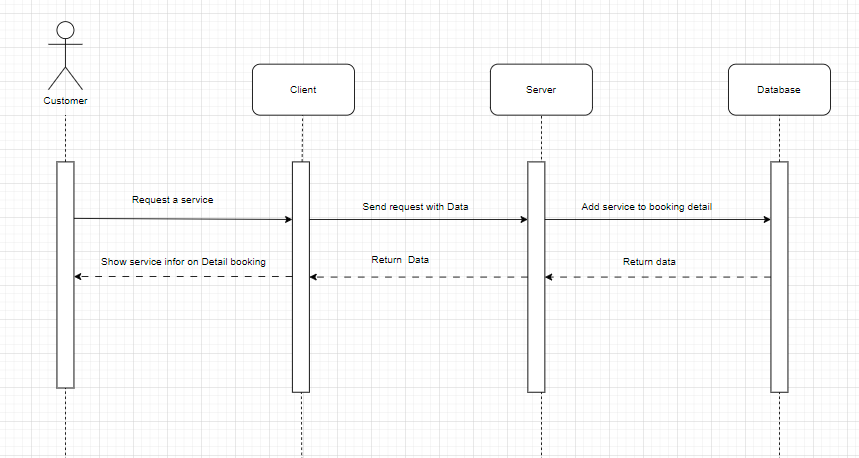 Customer
Client
Server
Database
Request a service
Send request with Data
Add service to booking detail
Show service infor on Detail booking
Return Data
Return data